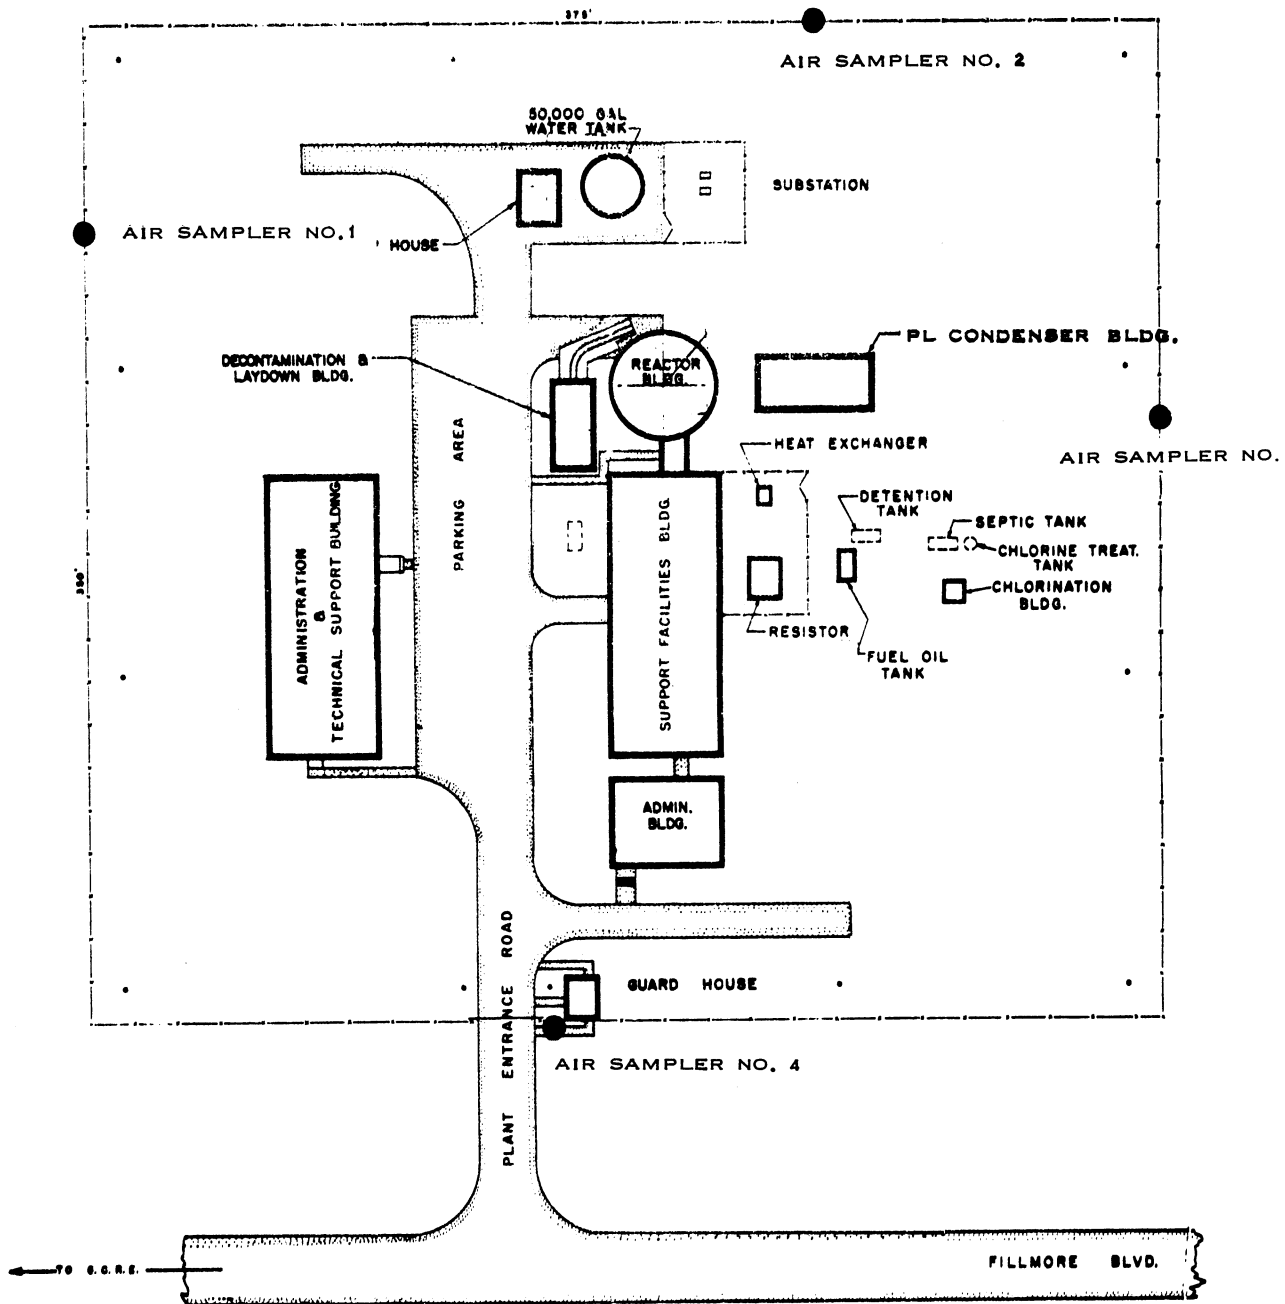 375'
AIR SAMPLER NO. 2
50,000 GAL
WATER TANK
SUBSTATION
AIR SAMPLER NO.1
HOUSE
PL CONDENSER BLDG.
DECONTAMINATION &
LAYDOWN BLDG.
REACTOR
BLDG.
HEAT EXCHANGER
AIR SAMPLER NO.
PARKING AREA
DETENTION
TANK
SEPTIC TANK
CHLORINE TREAT.
TANK
CHLORINATION
BLDG.
ADMINISTRATION
&
TECHNICAL SUPPORT BUILDING
SUPPORT FACILITIES BLDG.
RESISTOR
FUEL OIL
TANK
ADMIN.
BLDG.
PLANT ENTRANCE ROAD
GUARD HOUSE
AIR SAMPLER NO. 4
FILLMORE BLVD.
TO G.C.R.E.